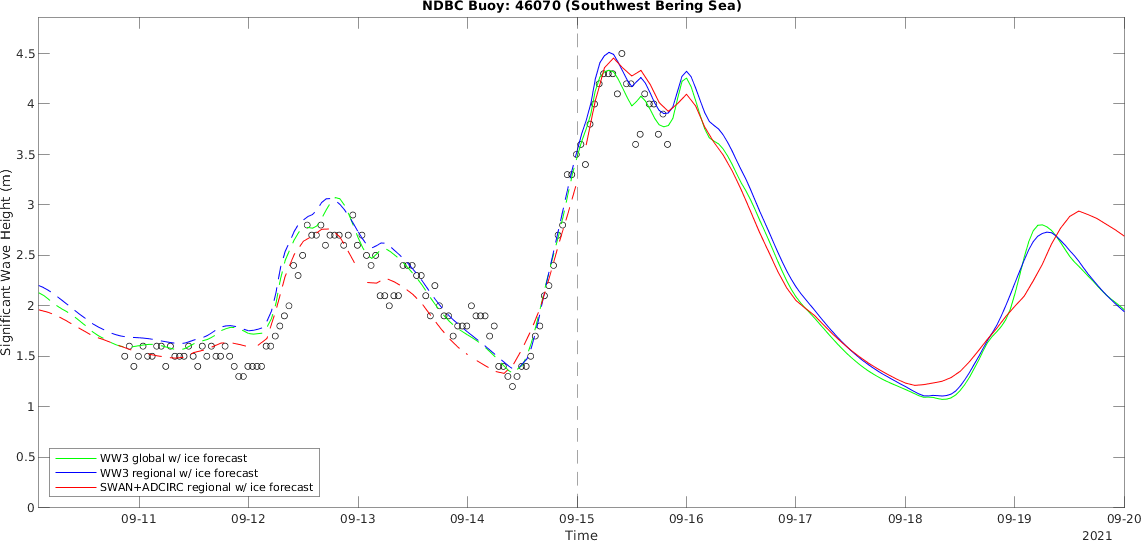 NDBC Buoy: 46070 (Southwest Bering Sea)
Significant Wave Height (m)
4.5
4
3.5
3
2.5
2
1.5
1
0.5
0
WW3 global w/ ice forecast
WW3 regional w/ ice forecast
SWAN+ADCIRC regional w/ ice forecast
09-11 09-12 09-13 09-14 09-15 09-16 09-17 09-18 09-19 09-20
Time
2021